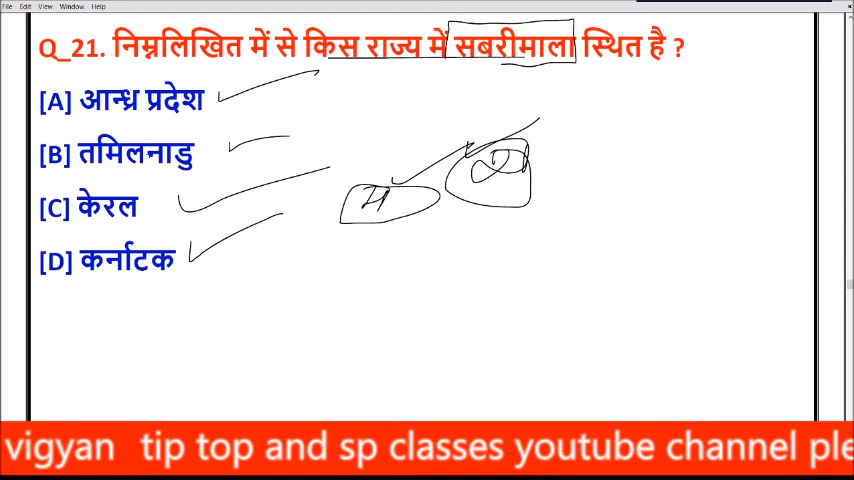 File Edit View Window Help
Q_21. निम्नलिखित में से किस राज्य में सबरीमाला स्थित है ?
[A] आन्ध्र प्रदेश
[B] तमिलनाडु
[C] केरल
[D] कर्नाटक
vigyan tip top and sp classes youtube channel ple